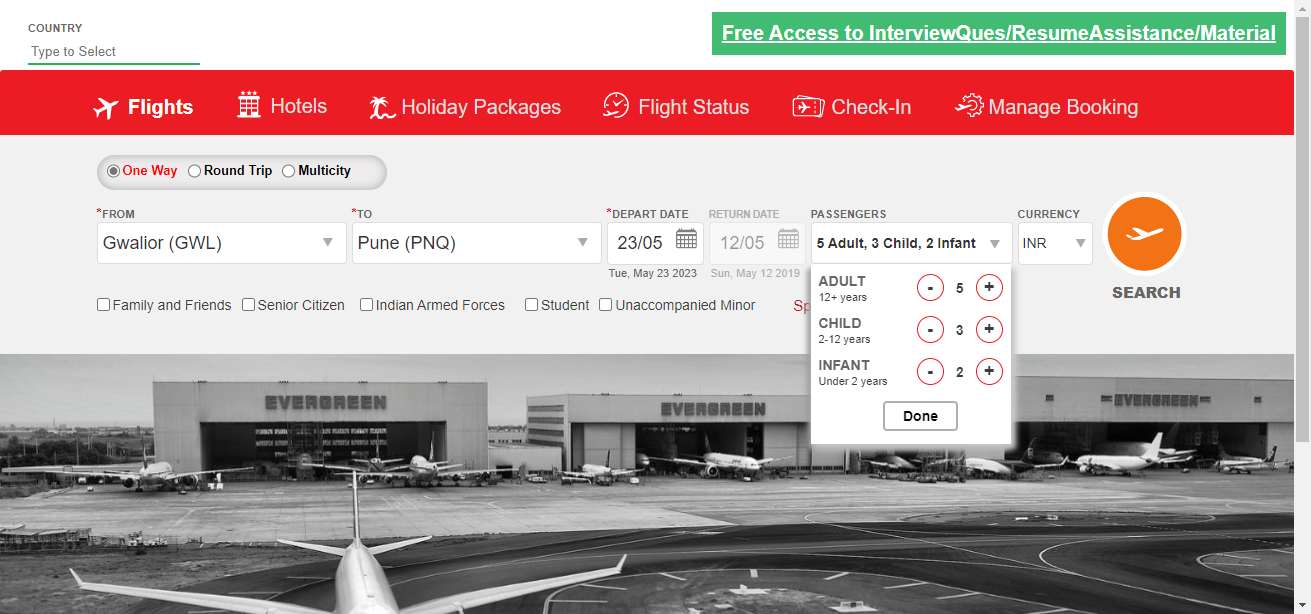 COUNTRY
Type to Select
Free Access to InterviewQues/ResumeAssistance/Material
Flights
Hotels
Holiday Packages
Flight Status
Check-In
Manage Booking
One Way
Round Trip
Multicity
*FROM
*TO
*DEPART DATE
RETURN DATE
PASSENGERS
CURRENCY
Gwalior (GWL)
Pune (PNQ)
23/05
12/05
5 Adult, 3 Child, 2 Infant
INR
Tue, May 23 2023
Sun, May 12 2019
SEARCH
Family and Friends
Senior Citizen
Indian Armed Forces
Student
Unaccompanied Minor
Sp
ADULT
12+ years
- 5 +
CHILD
2-12 years
- 3 +
INFANT
Under 2 years
- 2 +
Done
EVERGREEN
EVERGREEN
EVERGREEN